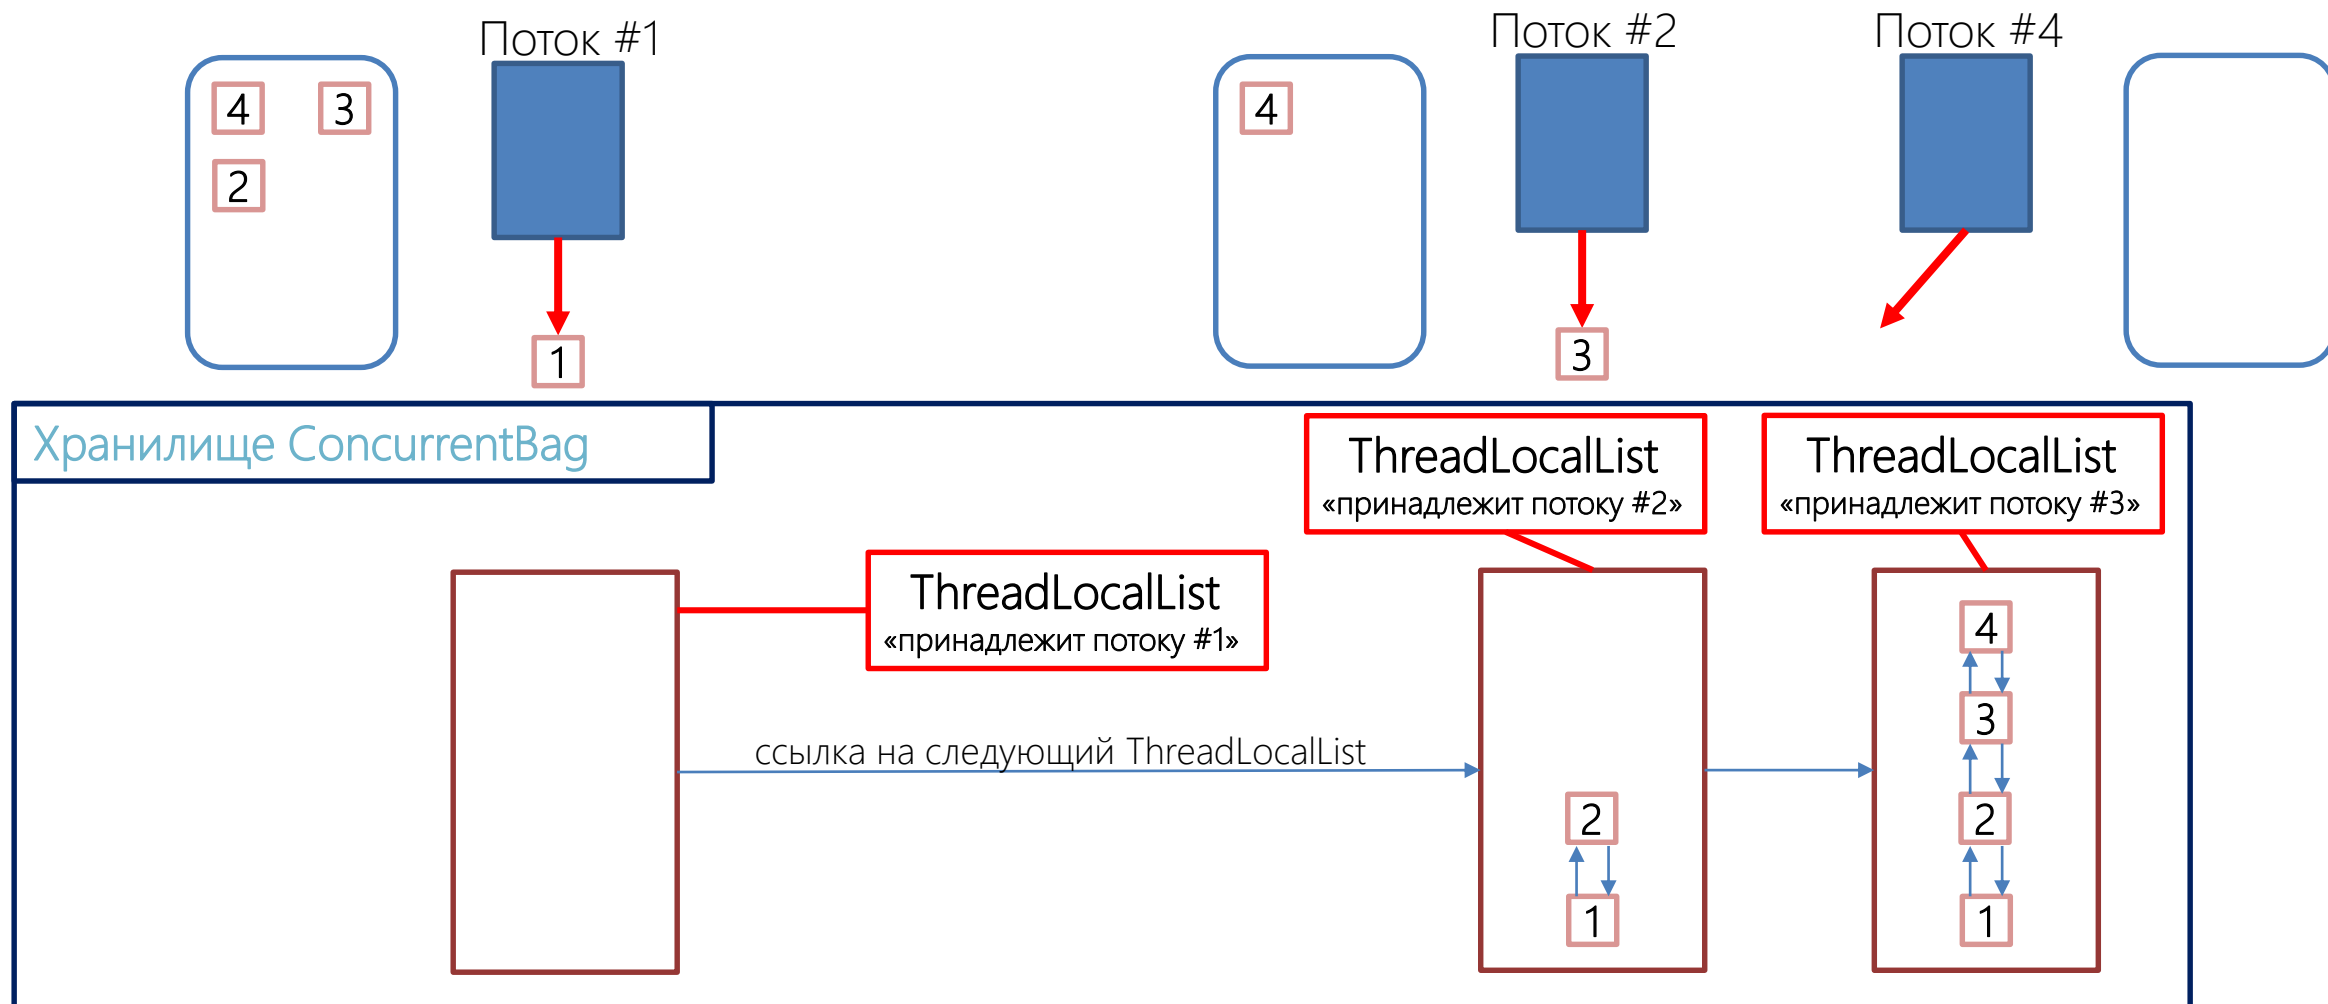 Поток #1
Поток #2
Поток #4
4
3
2
4
1
3
Хранилище ConcurrentBag
ThreadLocalList
«принадлежит потоку #2»
ThreadLocalList
«принадлежит потоку #3»
ThreadLocalList
«принадлежит потоку #1»
ссылка на следующий ThreadLocalList
2
1
4
3
2
1